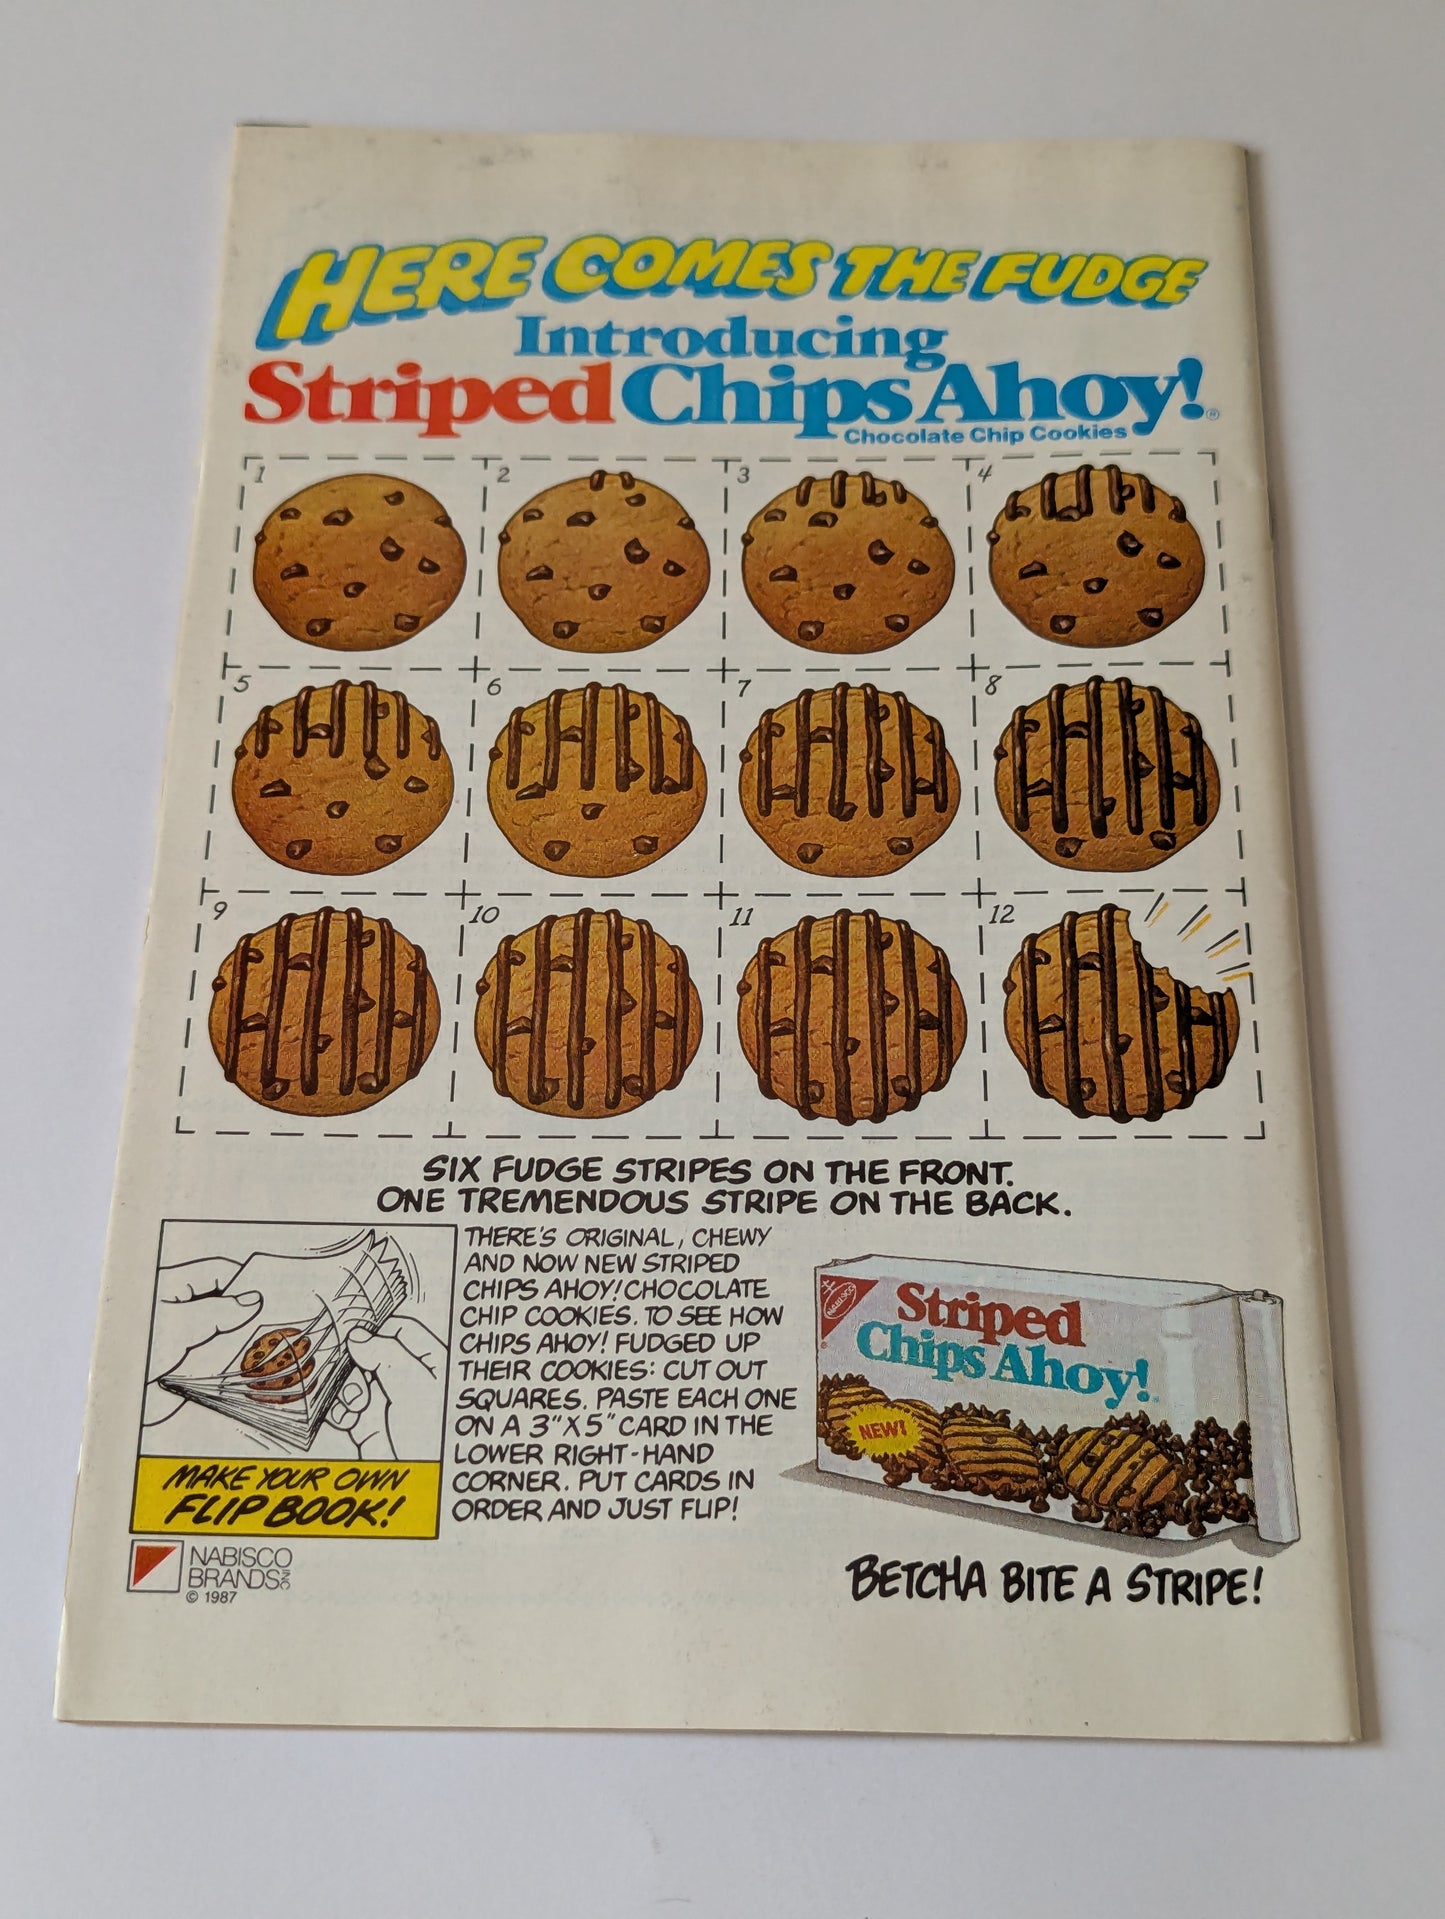 HERE COMES THE FUDGE
Introducing
Striped Chips Ahoy!®
Chocolate Chip Cookies
1 2 3 4
5 6 7 8
9 10 11 12
SIX FUDGE STRIPES ON THE FRONT.
ONE TREMENDOUS STRIPE ON THE BACK.
THERE'S ORIGINAL, CHEWY
AND NOW NEW STRIPED
CHIPS AHOY! CHOCOLATE
CHIP COOKIES. TO SEE HOW
CHIPS AHOY! FUDGED UP
THEIR COOKIES: CUT OUT
SQUARES. PASTE EACH ONE
ON A 3" X 5" CARD IN THE
LOWER RIGHT-HAND
CORNER. PUT CARDS IN
ORDER AND JUST FLIP!
MAKE YOUR OWN
FLIP BOOK!
NABISCO
BRANDS INC
© 1987
NABISCO
Striped
Chips Ahoy!
NEW!
BETCHA BITE A STRIPE!